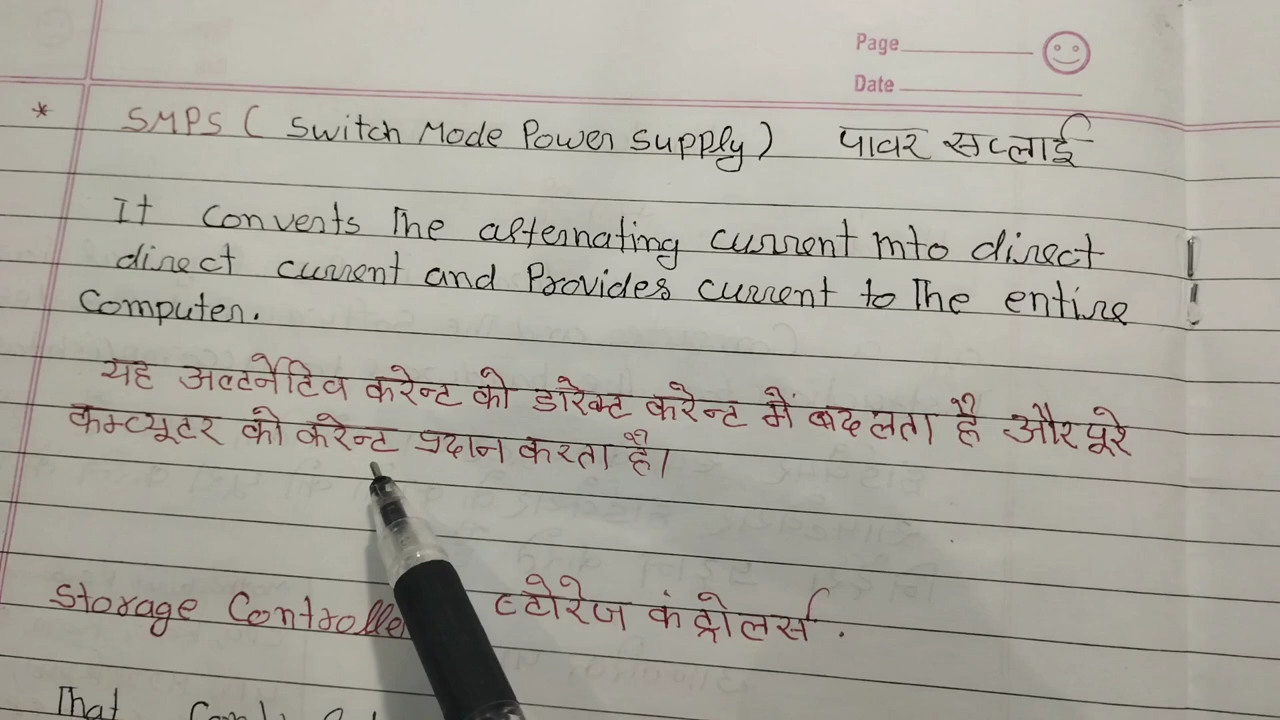 Page
Date
* SMPS ( Switch Mode Power supply ) पावर सप्लाई
It converts The alternating current into direct
direct current and Provides current to The entire
Computer.
यह अल्टर्नेटिव करेन्ट को डारेक्ट करेन्ट में बदलता है और पूरे
कम्प्यूटर को करेन्ट प्रदान करता है।
Storage Controlle स्टोरेज कंट्रोलर्स .
That